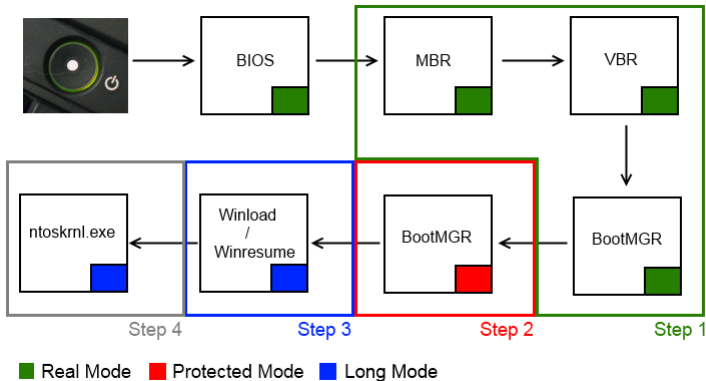 BIOS
MBR
VBR
ntoskrnl.exe
Winload
/
Winresume
BootMGR
BootMGR
Step 4
Step 3
Step 2
Step 1
Real Mode
Protected Mode
Long Mode